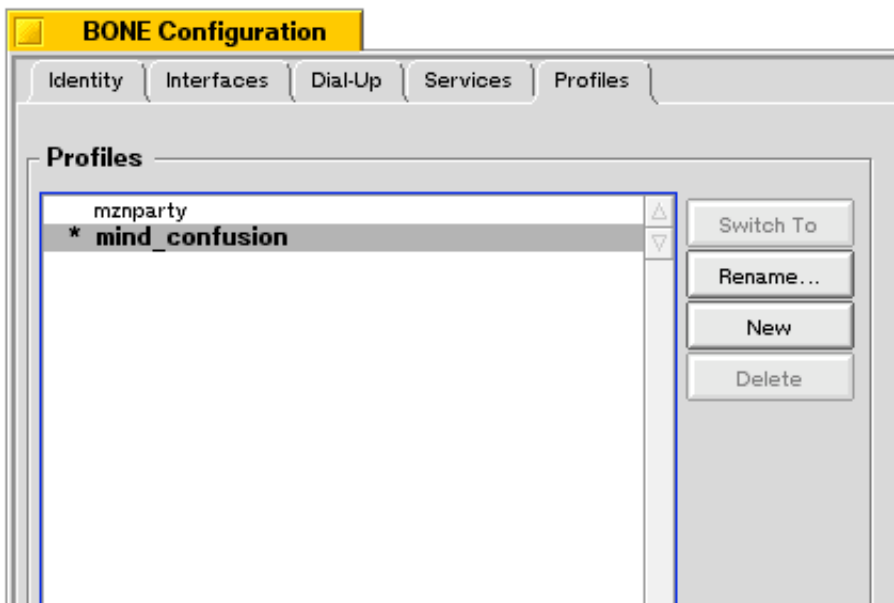 BONE Configuration
Identity Interfaces Dial-Up Services Profiles
Profiles
mznparty
* mind_confusion
Switch To
Rename...
New
Delete